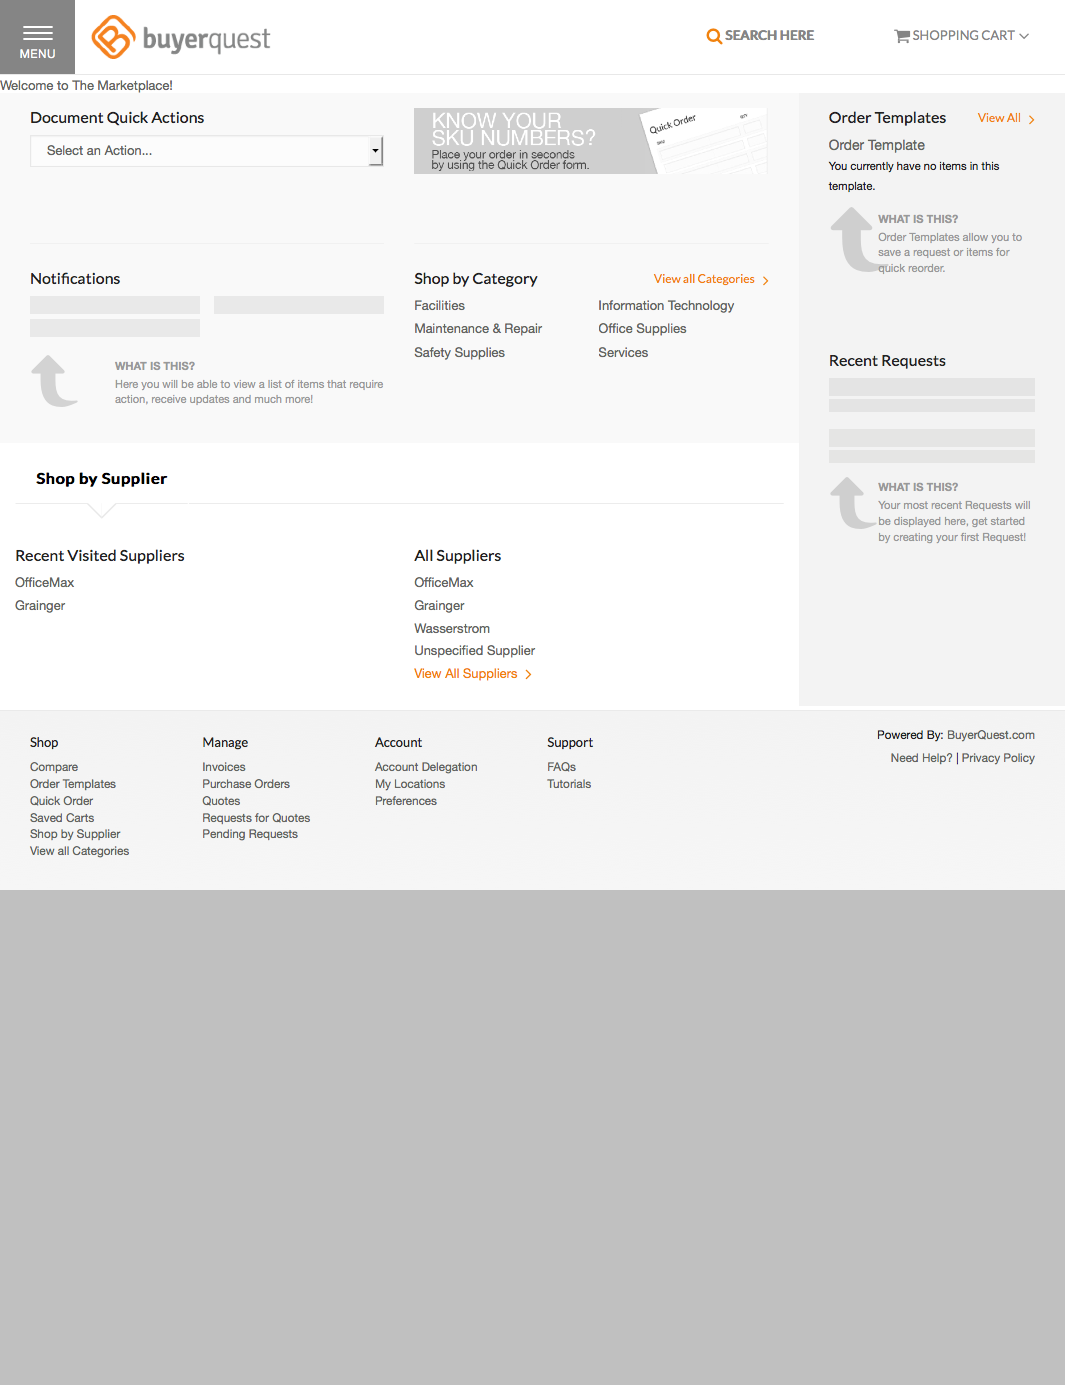 MENU
buyerquest
SEARCH HERE
SHOPPING CART
Welcome to The Marketplace!
Document Quick Actions
Select an Action...
KNOW YOUR
SKU NUMBERS?
Place your order in seconds
by using the Quick Order form.
Quick Order
SKU
QTY
Order Templates
View All
Order Template
You currently have no items in this
template.
WHAT IS THIS?
Order Templates allow you to
save a request or items for
quick reorder.
Notifications
WHAT IS THIS?
Here you will be able to view a list of items that require
action, receive updates and much more!
Shop by Category
View all Categories
Facilities
Information Technology
Maintenance & Repair
Office Supplies
Safety Supplies
Services
Recent Requests
WHAT IS THIS?
Your most recent Requests will
be displayed here, get started
by creating your first Request!
Shop by Supplier
Recent Visited Suppliers
OfficeMax
Grainger
All Suppliers
OfficeMax
Grainger
Wasserstrom
Unspecified Supplier
View All Suppliers
Shop
Compare
Order Templates
Quick Order
Saved Carts
Shop by Supplier
View all Categories
Manage
Invoices
Purchase Orders
Quotes
Requests for Quotes
Pending Requests
Account
Account Delegation
My Locations
Preferences
Support
FAQs
Tutorials
Powered By: BuyerQuest.com
Need Help? | Privacy Policy